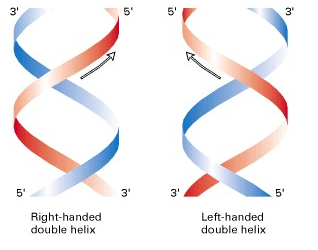 3' 5' 5' 3'
5' 3' 3' 5'
Right-handed
double helix
Left-handed
double helix